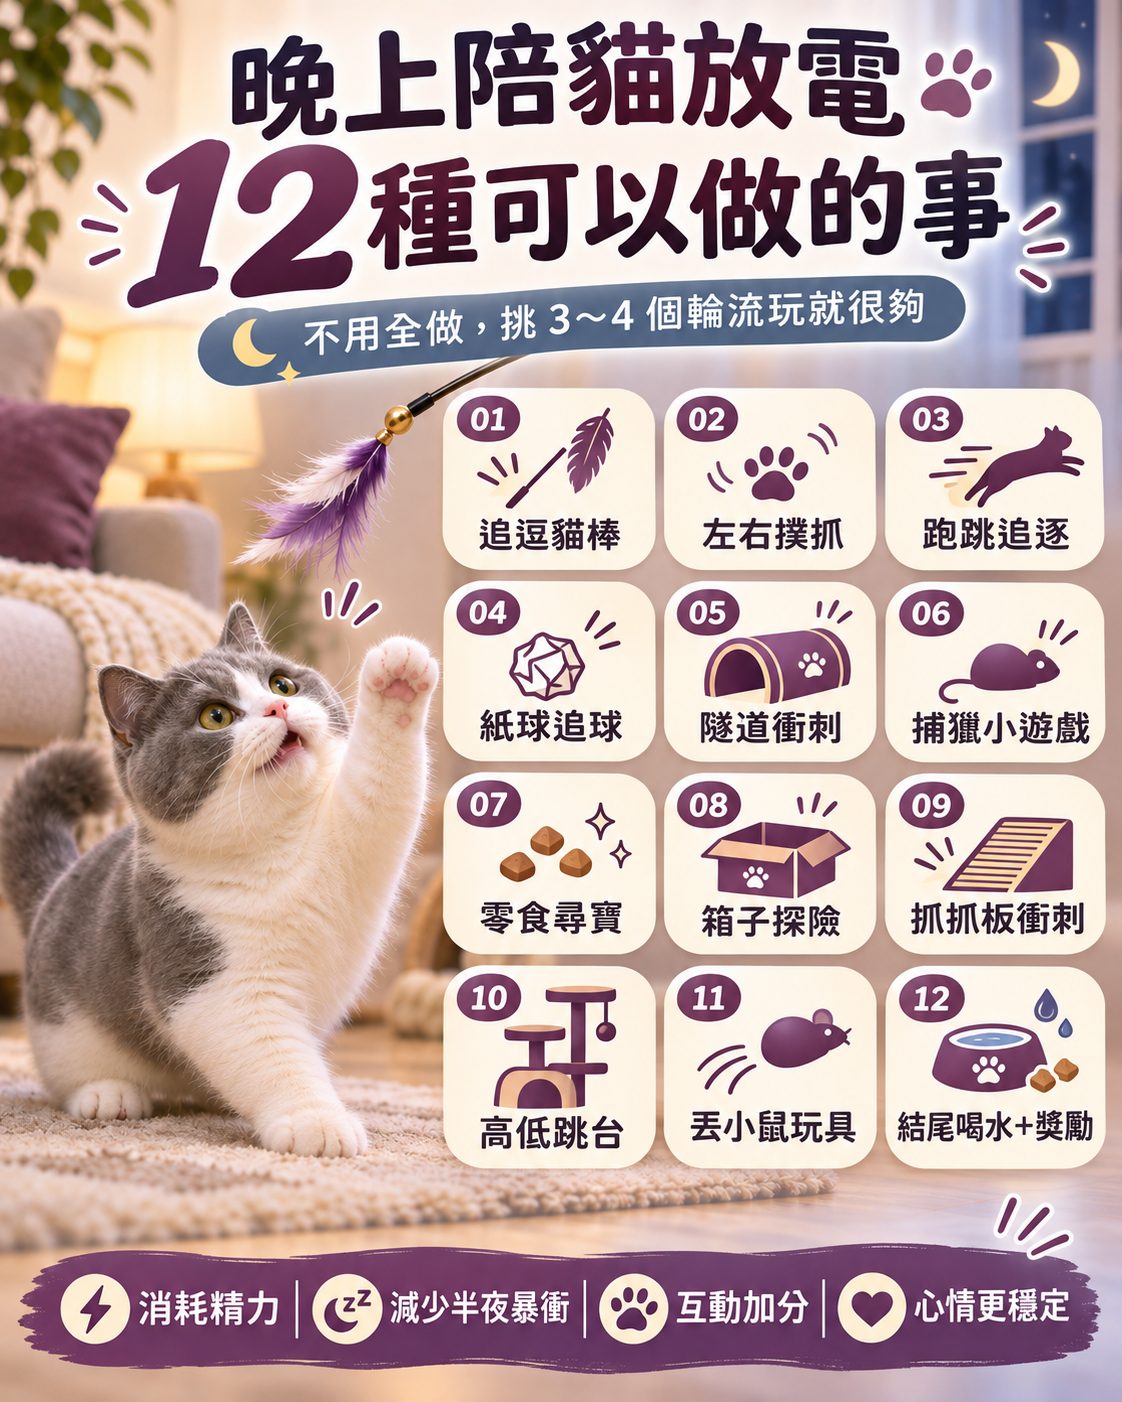 晚上陪貓放電
12種可以做的事
不用全做，挑 3～4 個輪流玩就很夠
01
追逗貓棒
02
左右撲抓
03
跑跳追逐
04
紙球追球
05
隧道衝刺
06
捕獵小遊戲
07
零食尋寶
08
箱子探險
09
抓抓板衝刺
10
高低跳台
11
丟小鼠玩具
12
結尾喝水+獎勵
消耗精力
zZZ
減少半夜暴衝
互動加分
心情更穩定